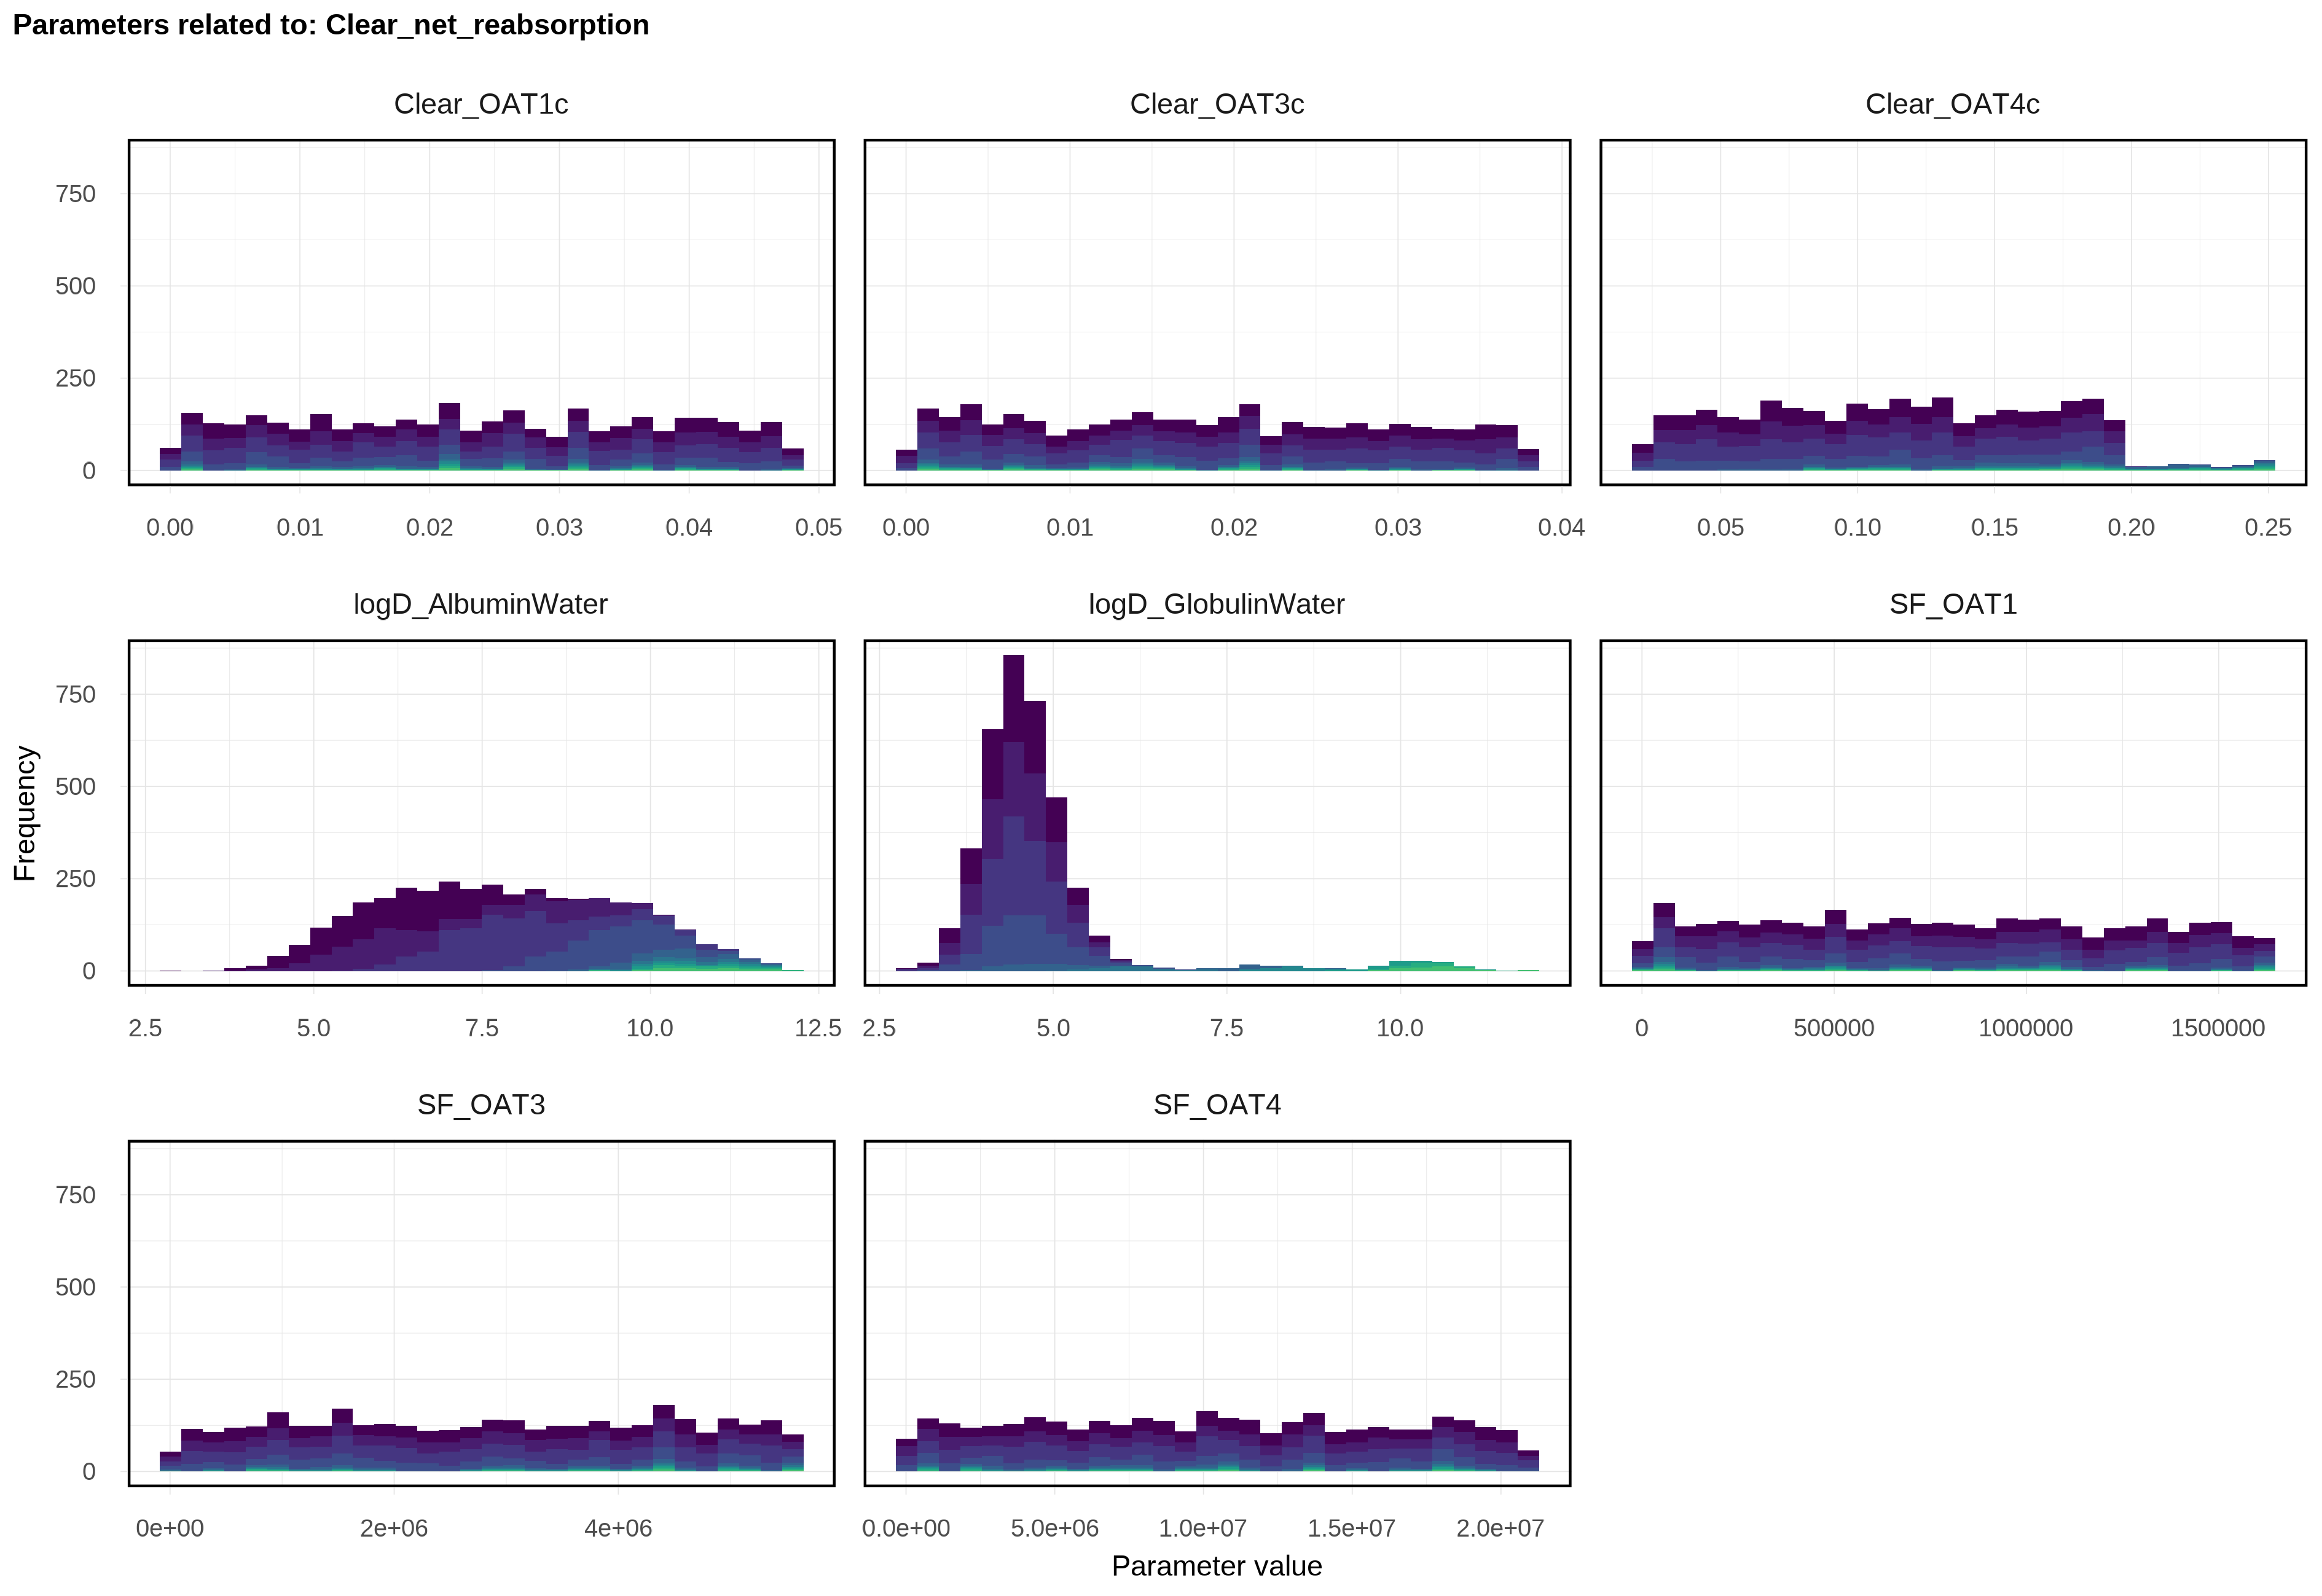 Parameters related to: Clear_net_reabsorption
Clear_OAT1c Clear_OAT3c Clear_OAT4c
750
500
250
0
0.00 0.01 0.02 0.03 0.04 0.05 0.00 0.01 0.02 0.03 0.04 0.05 0.10 0.15 0.20 0.25
logD_AlbuminWater logD_GlobulinWater SF_OAT1
Frequency
750
500
250
0
2.5 5.0 7.5 10.0 12.5 2.5 5.0 7.5 10.0 0 500000 1000000 1500000
SF_OAT3 SF_OAT4
750
500
250
0
0e+00 2e+06 4e+06 0.0e+00 5.0e+06 1.0e+07 1.5e+07 2.0e+07
Parameter value